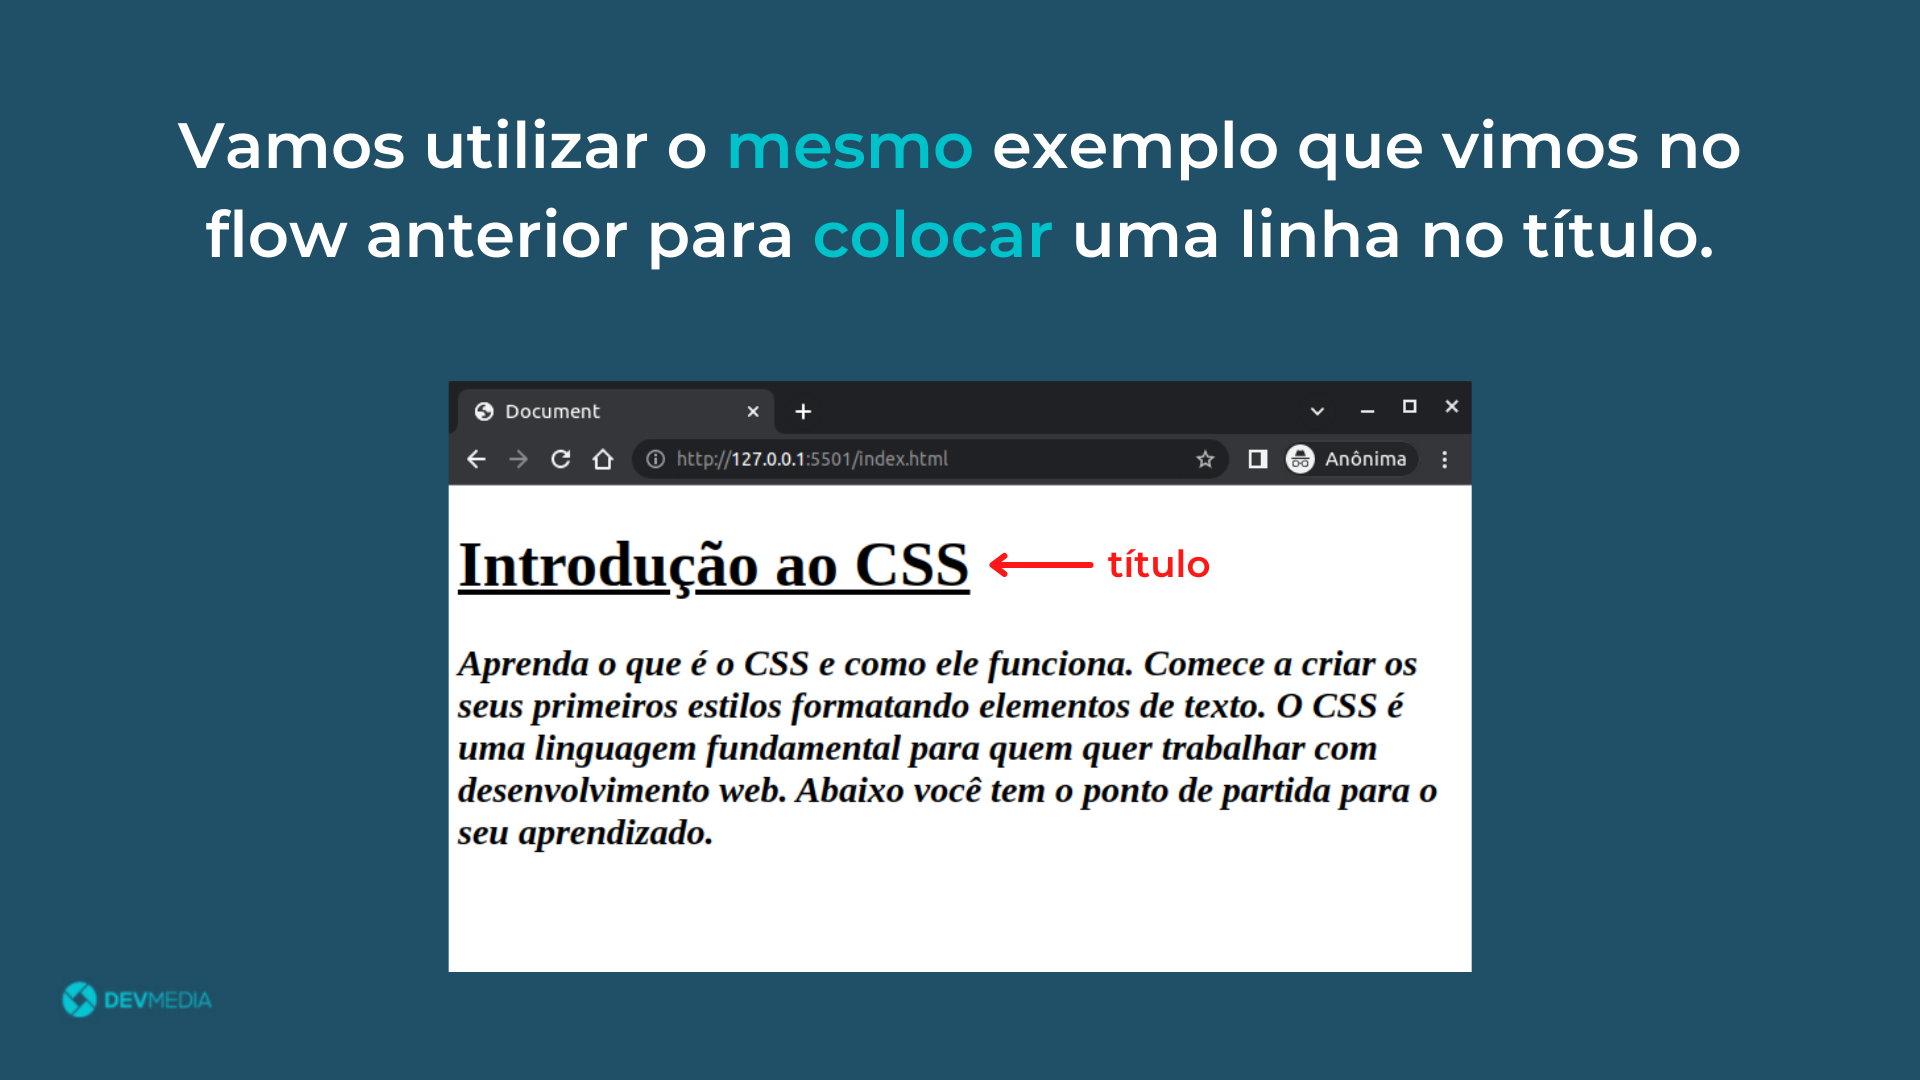 Vamos utilizar o mesmo exemplo que vimos no
flow anterior para colocar uma linha no título.
Document
http://127.0.0.1:5501/index.html
Anônima
Introdução ao CSS
título
Aprenda o que é o CSS e como ele funciona. Comece a criar os
seus primeiros estilos formatando elementos de texto. O CSS é
uma linguagem fundamental para quem quer trabalhar com
desenvolvimento web. Abaixo você tem o ponto de partida para o
seu aprendizado.
DEVMEDIA